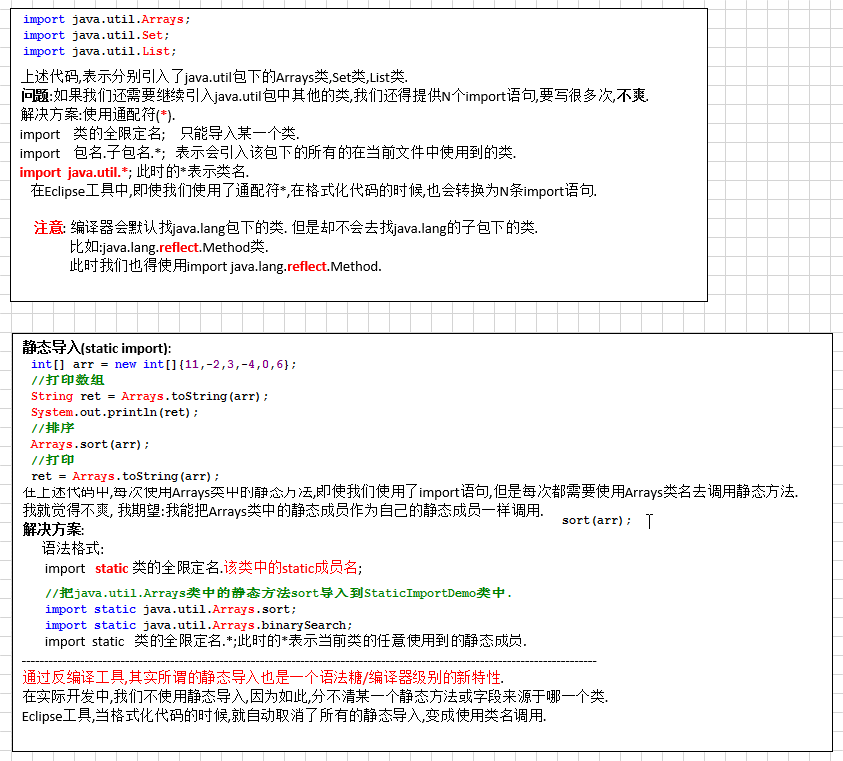 import java.util.Arrays;
import java.util.Set;
import java.util.List;
上述代码,表示分别引入了java.util包下的Arrays类,Set类,List类.
问题:如果我们还需要继续引入java.util包中其他的类,我们还得提供N个import语句,要写很多次,不爽.
解决方案:使用通配符(*).
import 类的全限定名; 只能导入某一个类.
import 包名.子包名.*; 表示会引入该包下的所有的在当前文件中使用到的类.
import java.util.*; 此时的*表示类名.
在Eclipse工具中,即使我们使用了通配符*,在格式化代码的时候,也会转换为N条import语句.
注意: 编译器会默认找java.lang包下的类. 但是却不会去找java.lang的子包下的类.
比如:java.lang.reflect.Method类.
此时我们也得使用import java.lang.reflect.Method.
静态导入(static import):
int[] arr = new int[]{11,-2,3,-4,0,6};
//打印数组
String ret = Arrays.toString(arr);
System.out.println(ret);
//排序
Arrays.sort(arr);
//打印
ret = Arrays.toString(arr);
在上述代码中,每次使用Arrays类中的静态方法,即使我们使用了import语句,但是每次都需要使用Arrays类名去调用静态方法.
我就觉得不爽, 我期望:我能把Arrays类中的静态成员作为自己的静态成员一样调用.
sort(arr);
解决方案:
语法格式:
import static 类的全限定名.该类中的static成员名;
//把java.util.Arrays类中的静态方法sort导入到StaticImportDemo类中.
import static java.util.Arrays.sort;
import static java.util.Arrays.binarySearch;
import static 类的全限定名.*;此时的*表示当前类的任意使用到的静态成员.
通过反编译工具,其实所谓的静态导入也是一个语法糖/编译器级别的新特性.
在实际开发中,我们不使用静态导入,因为如此,分不清某一个静态方法或字段来源于哪一个类.
Eclipse工具,当格式化代码的时候,就自动取消了所有的静态导入,变成使用类名调用.